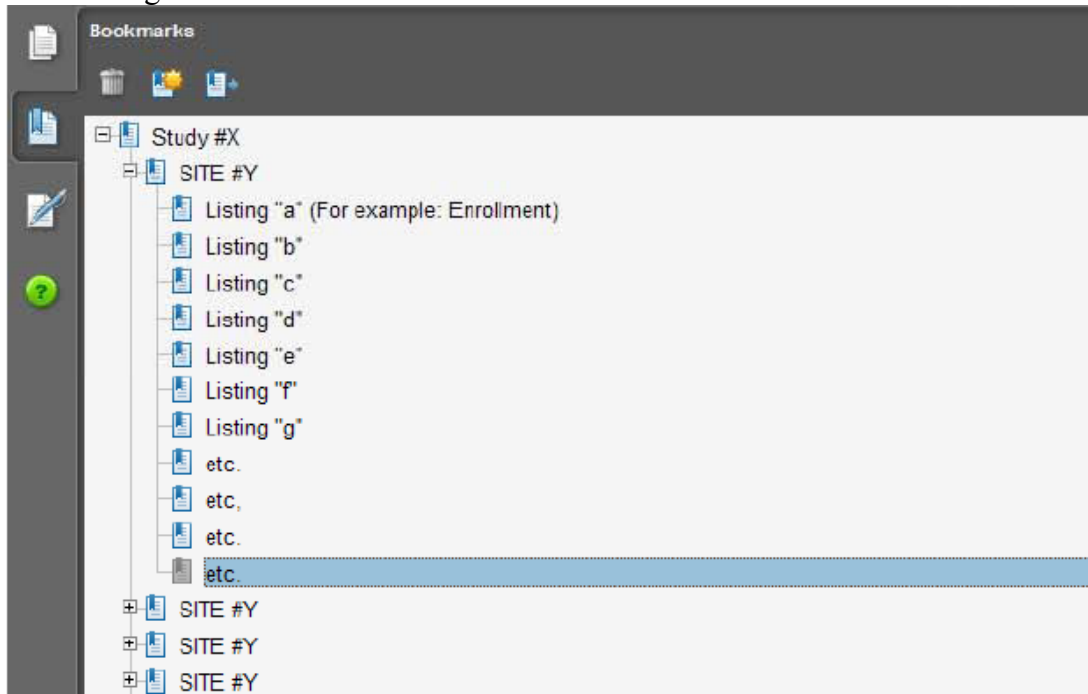 Bookmarks
Study #X
SITE #Y
Listing "a" (For example: Enrollment)
Listing "b"
Listing "c"
Listing "d"
Listing "e"
Listing "f"
Listing "g"
etc.
etc,
etc.
etc.
SITE #Y
SITE #Y
SITE #Y